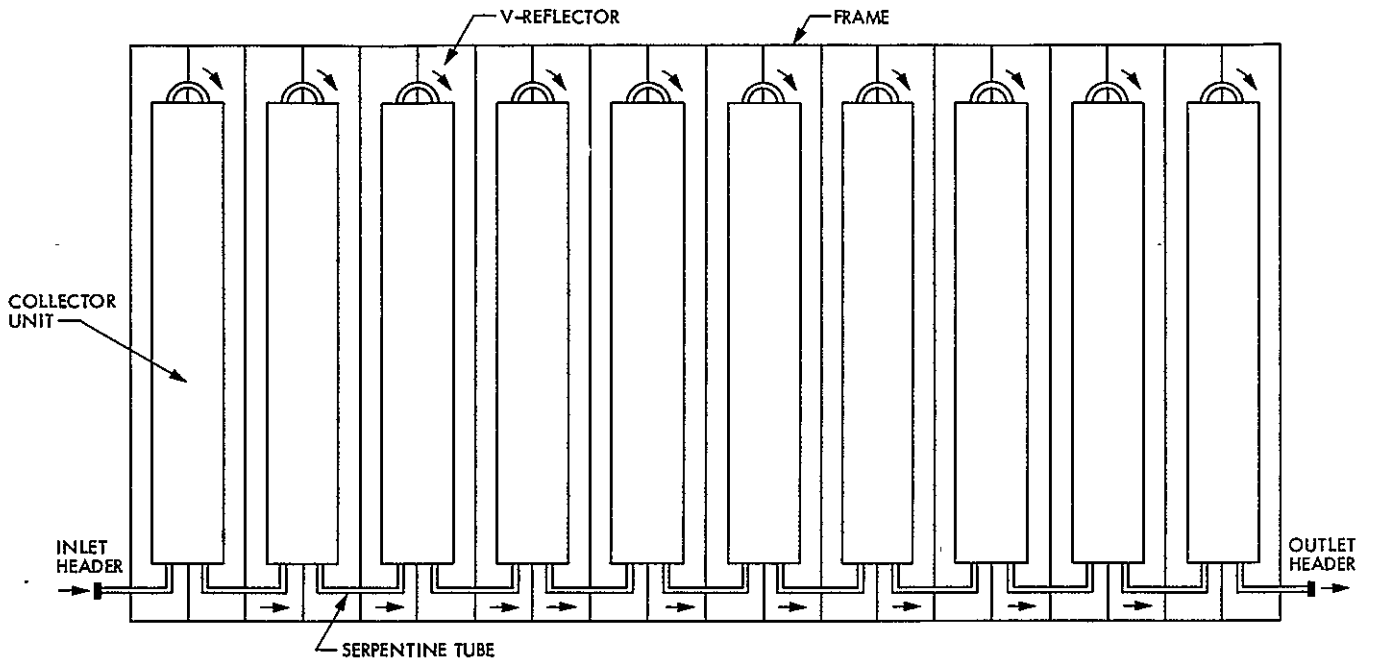 V-REFLECTOR
FRAME
COLLECTOR
UNIT
INLET
HEADER
OUTLET
HEADER
SERPENTINE TUBE